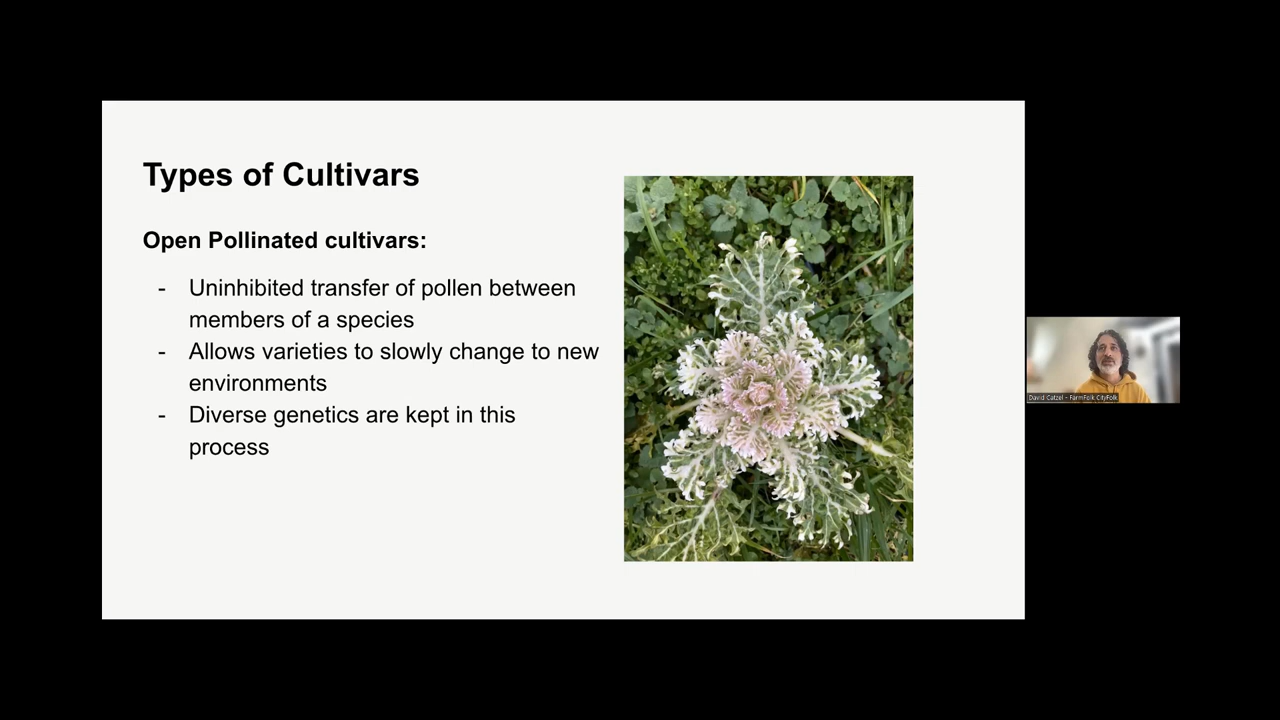 Types of Cultivars
Open Pollinated cultivars:
- Uninhibited transfer of pollen between
members of a species
- Allows varieties to slowly change to new
environments
- Diverse genetics are kept in this
process
David Catzel - FarmFolk CityFolk